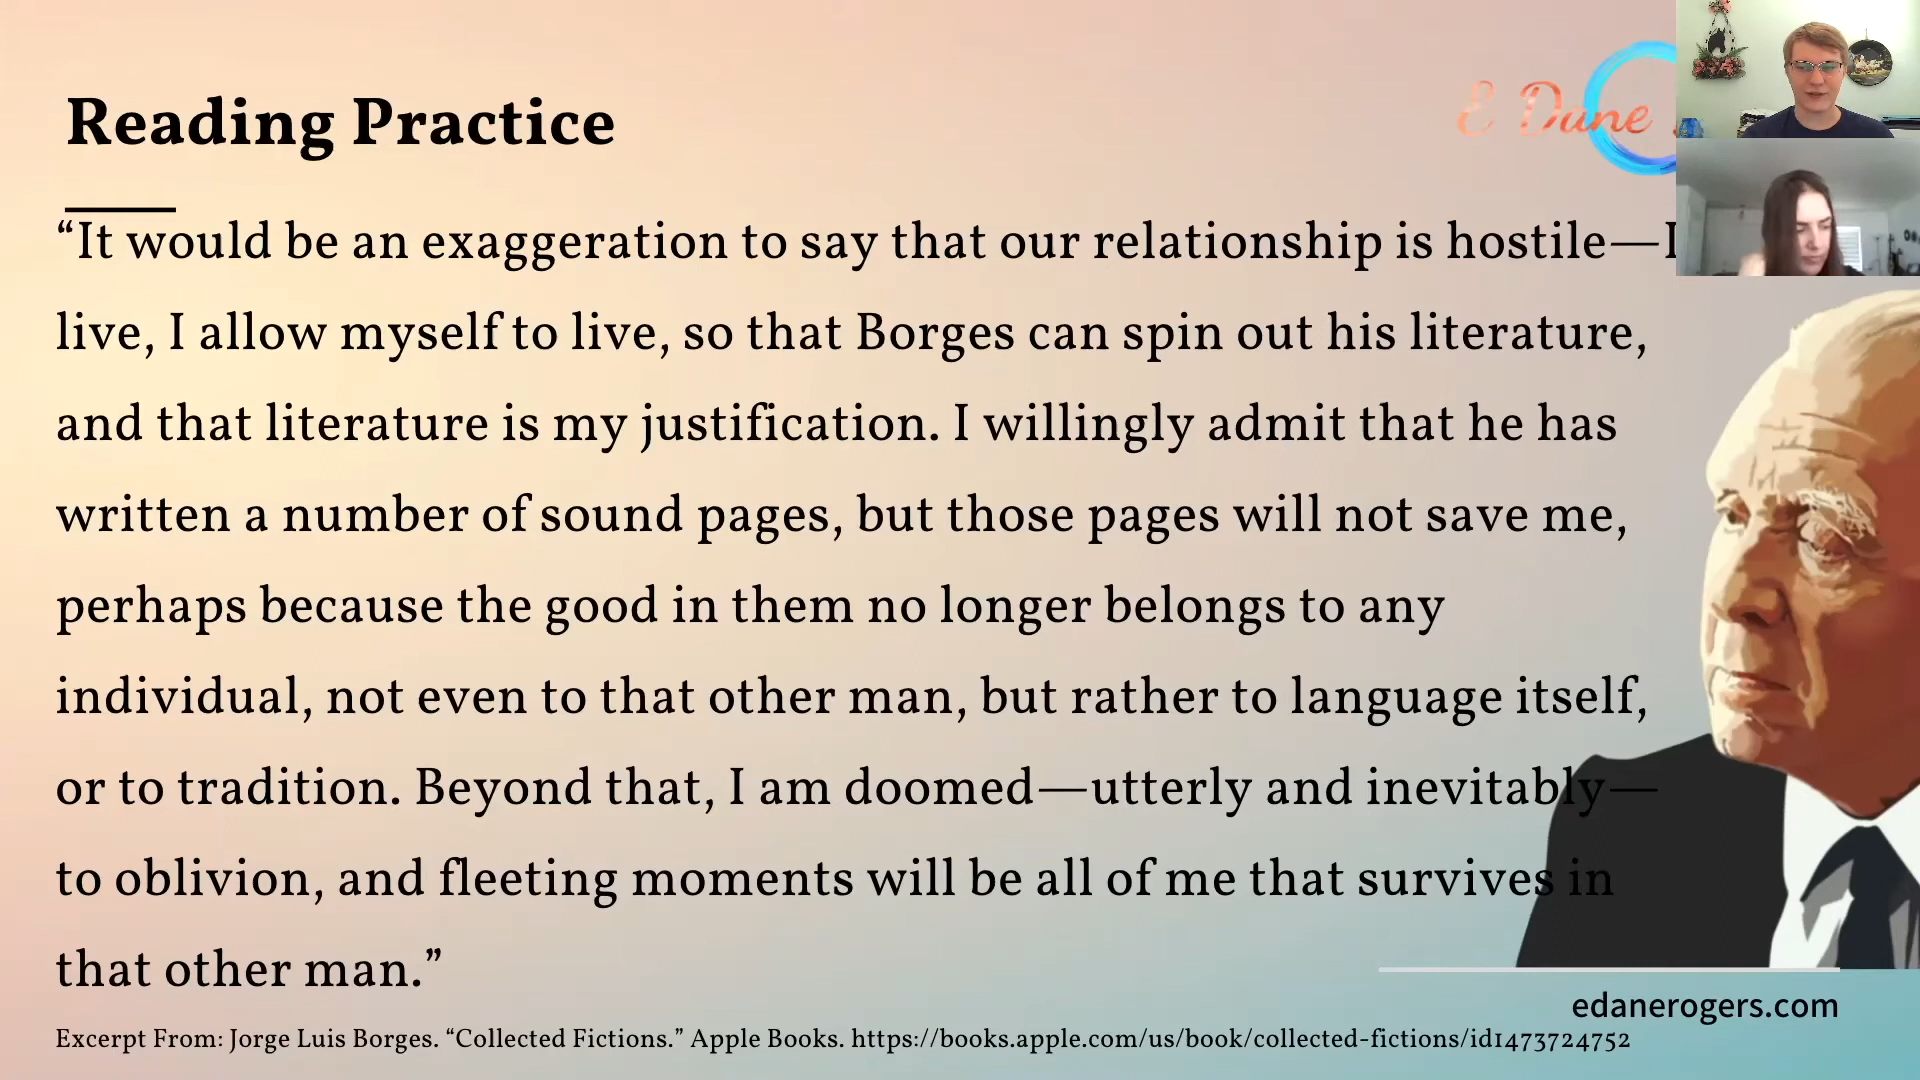 Reading Practice
E Dane
“It would be an exaggeration to say that our relationship is hostile—I
live, I allow myself to live, so that Borges can spin out his literature,
and that literature is my justification. I willingly admit that he has
written a number of sound pages, but those pages will not save me,
perhaps because the good in them no longer belongs to any
individual, not even to that other man, but rather to language itself,
or to tradition. Beyond that, I am doomed—utterly and inevitably—
to oblivion, and fleeting moments will be all of me that survives in
that other man.”
edanerogers.com
Excerpt From: Jorge Luis Borges. “Collected Fictions.” Apple Books. https://books.apple.com/us/book/collected-fictions/id1473724752